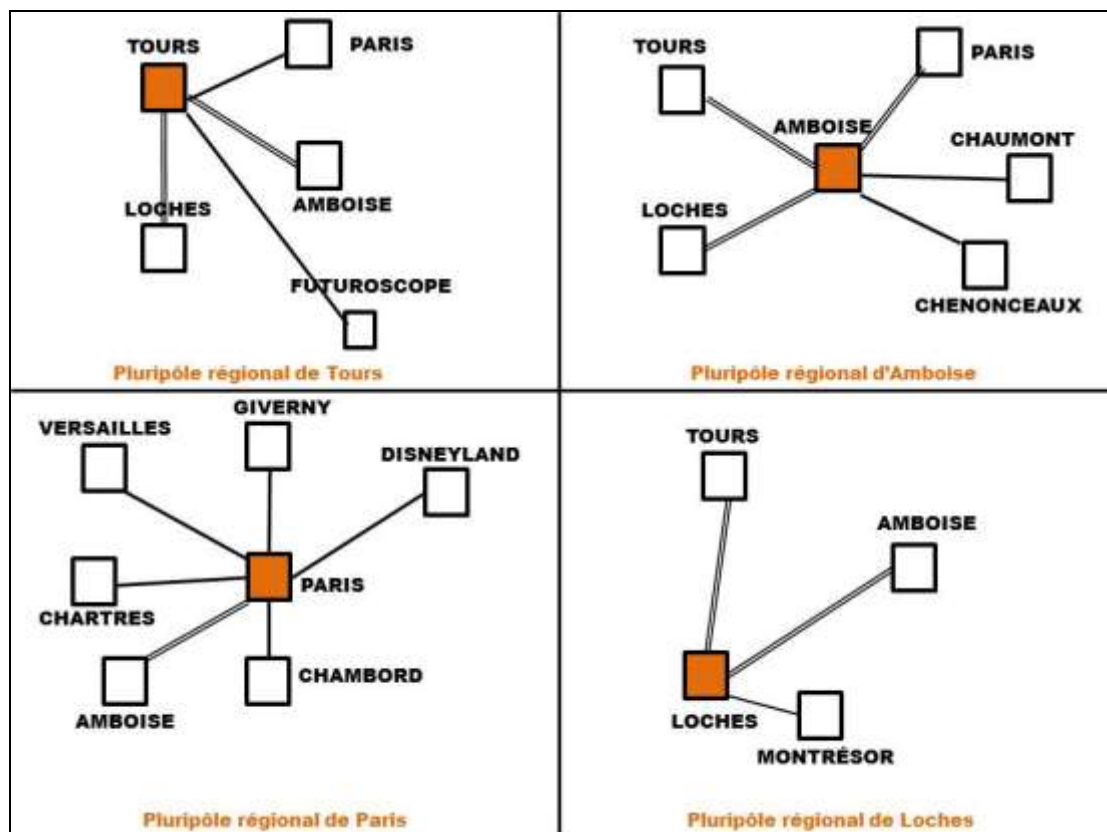 TOURS
PARIS
AMBOISE
LOCHES
FUTUROSCOPE
Pluripôle régional de Tours
TOURS
PARIS
AMBOISE
CHAUMONT
LOCHES
CHENONCEAUX
Pluripôle régional d'Amboise
GIVERNY
VERSAILLES
DISNEYLAND
PARIS
CHARTRES
CHAMBORD
AMBOISE
Pluripôle régional de Paris
TOURS
AMBOISE
LOCHES
MONTRÉSOR
Pluripôle régional de Loches